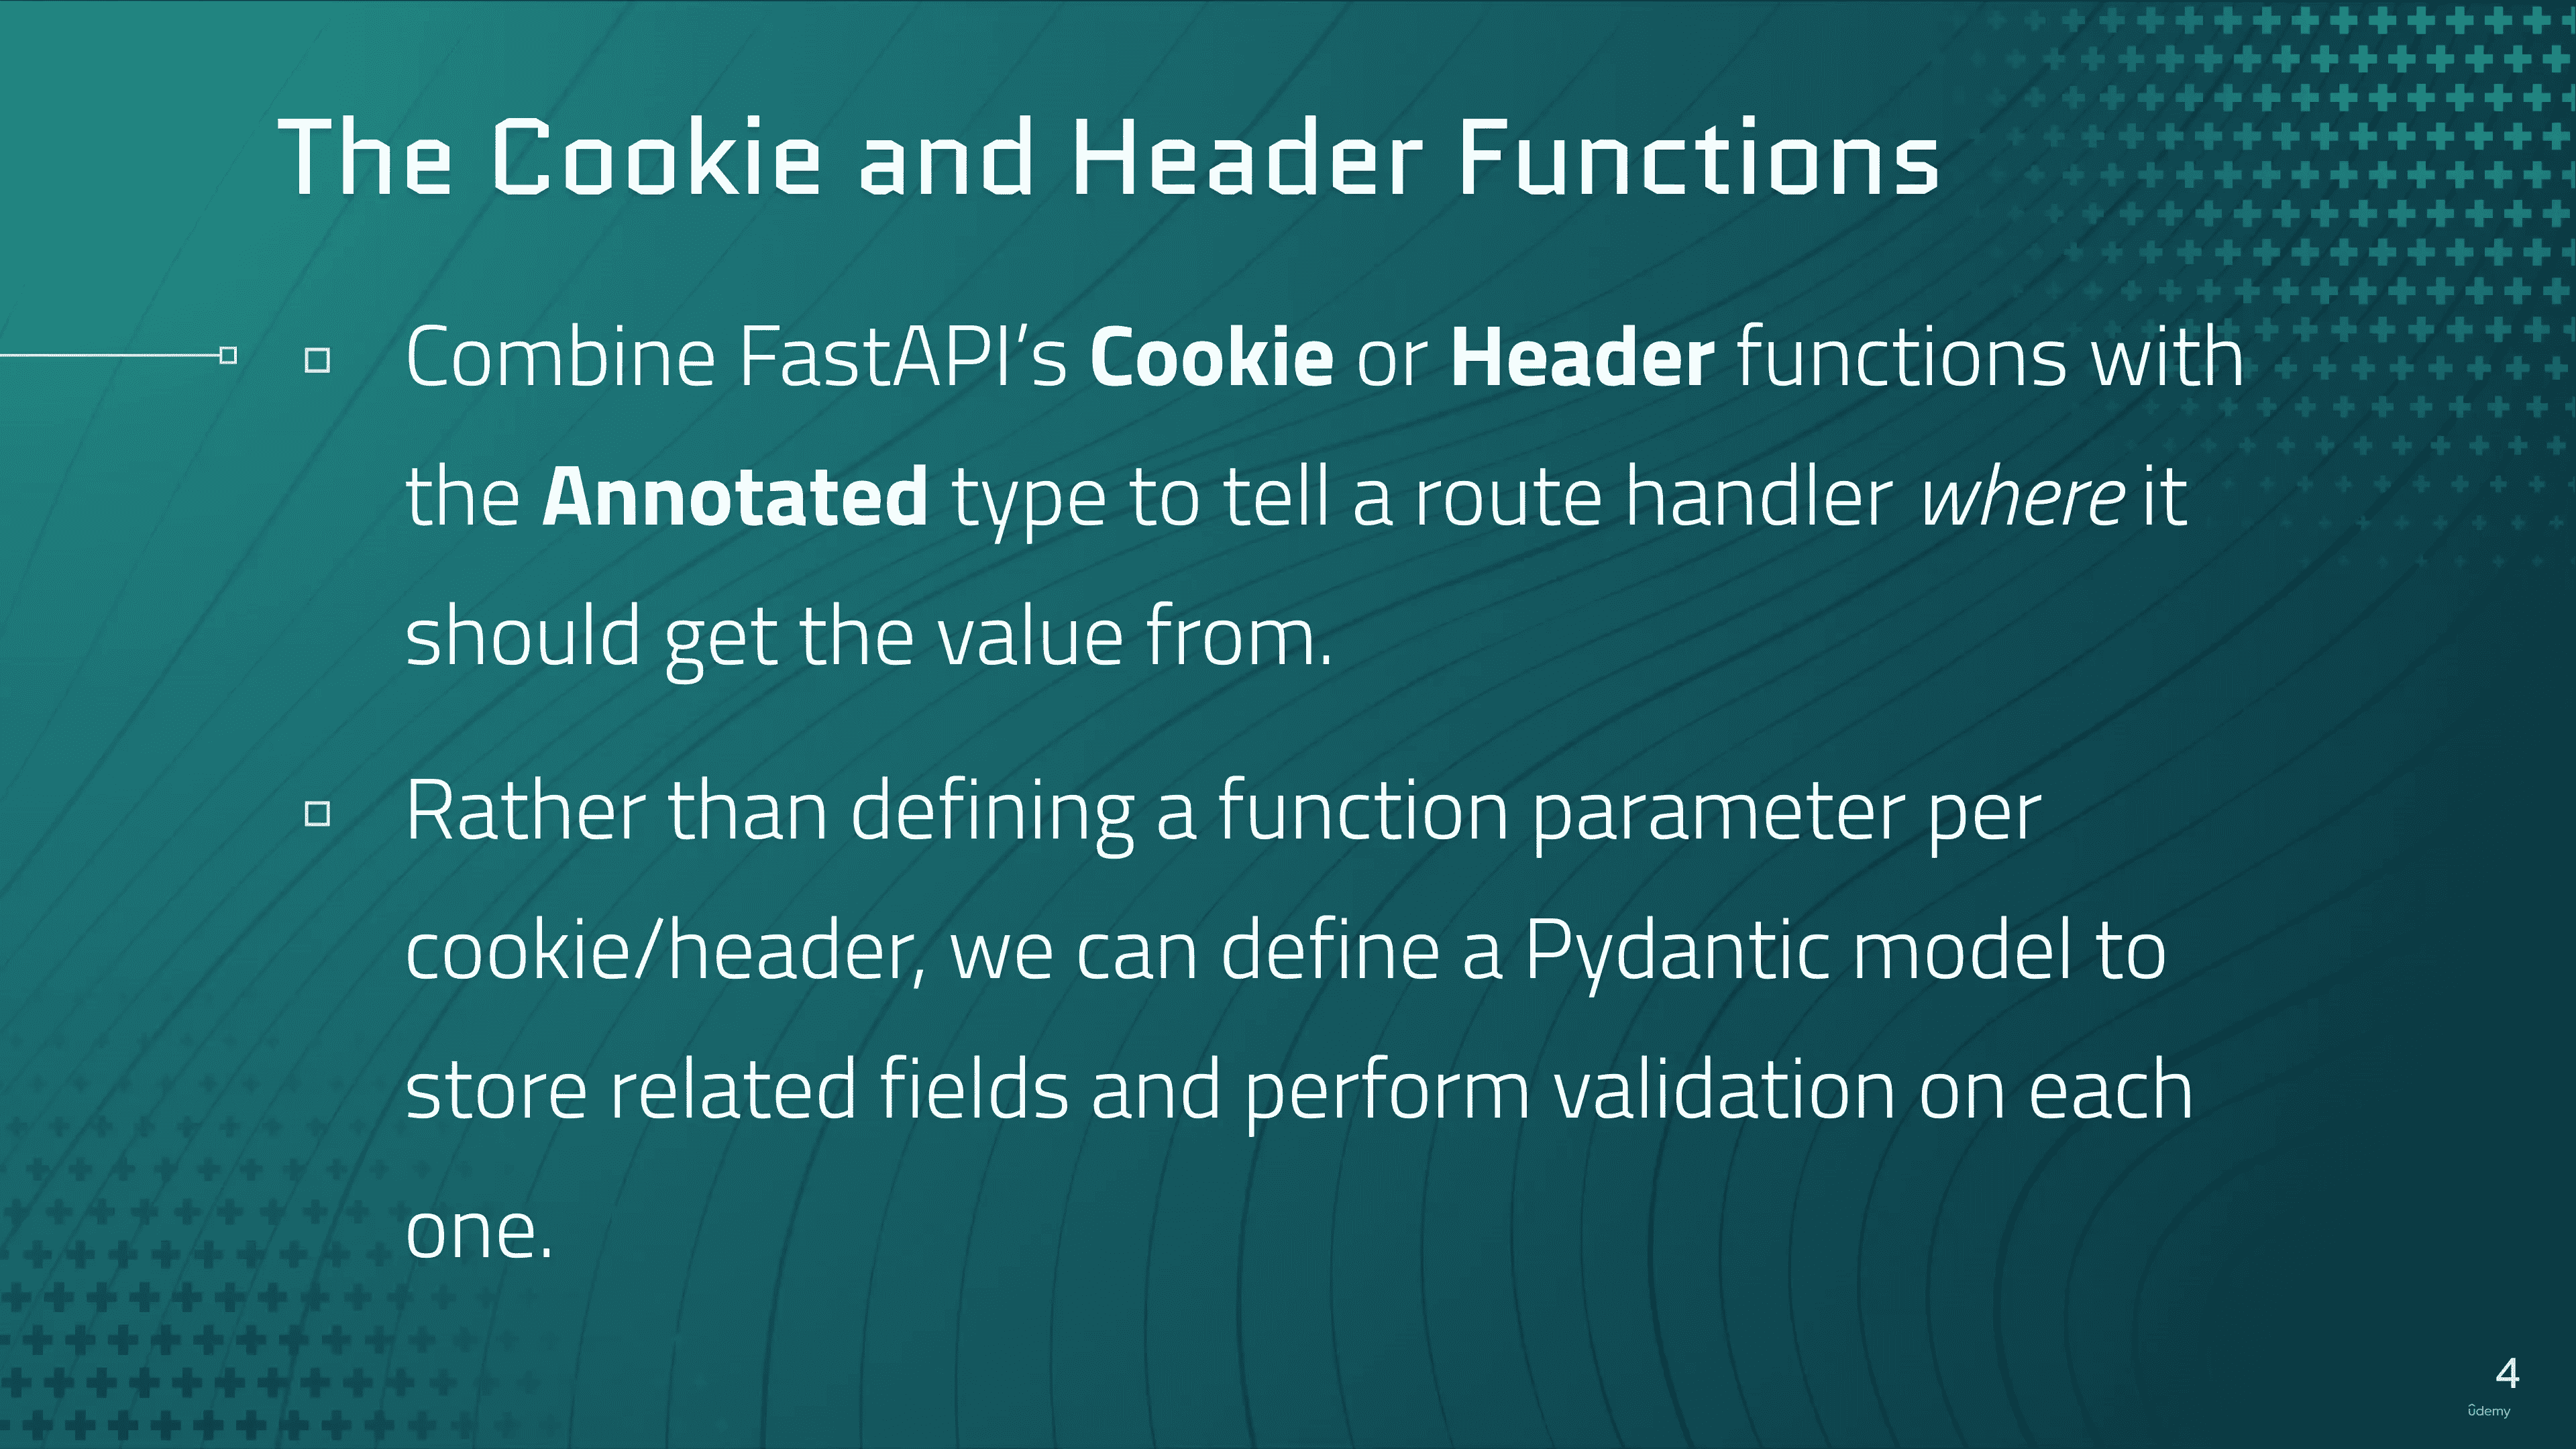 The Cookie and Header Functions
Combine FastAPI’s Cookie or Header functions with
the Annotated type to tell a route handler where it
should get the value from.
Rather than defining a function parameter per
cookie/header, we can define a Pydantic model to
store related fields and perform validation on each
one.
4
ûdemy